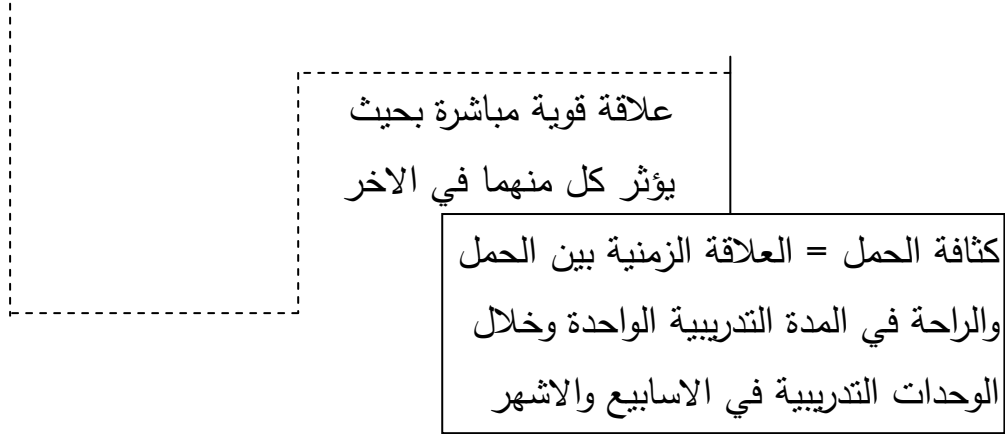 علاقة قوية مباشرة بحيث
يؤثر كل منهما في الاخر
كثافة الحمل = العلاقة الزمنية بين الحمل
والراحة في المدة التدريبية الواحدة وخلال
الوحدات التدريبية في الاسابيع والاشهر